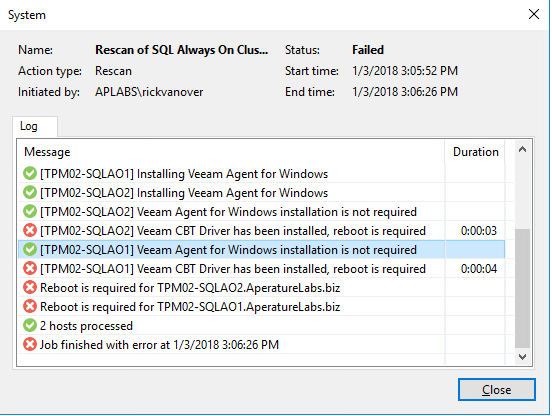 System
Name: Rescan of SQL Always On Clus... Status: Failed
Action type: Rescan Start time: 1/3/2018 3:05:52 PM
Initiated by: APLABS\rickvanover End time: 1/3/2018 3:06:26 PM
Log
Message Duration
[TPM02-SQLAO1] Installing Veeam Agent for Windows
[TPM02-SQLAO2] Installing Veeam Agent for Windows
[TPM02-SQLAO2] Veeam Agent for Windows installation is not required
[TPM02-SQLAO2] Veeam CBT Driver has been installed, reboot is required 0:00:03
[TPM02-SQLAO1] Veeam Agent for Windows installation is not required
[TPM02-SQLAO1] Veeam CBT Driver has been installed, reboot is required 0:00:04
Reboot is required for TPM02-SQLAO2.AperatureLabs.biz
Reboot is required for TPM02-SQLAO1.AperatureLabs.biz
2 hosts processed
Job finished with error at 1/3/2018 3:06:26 PM
Close